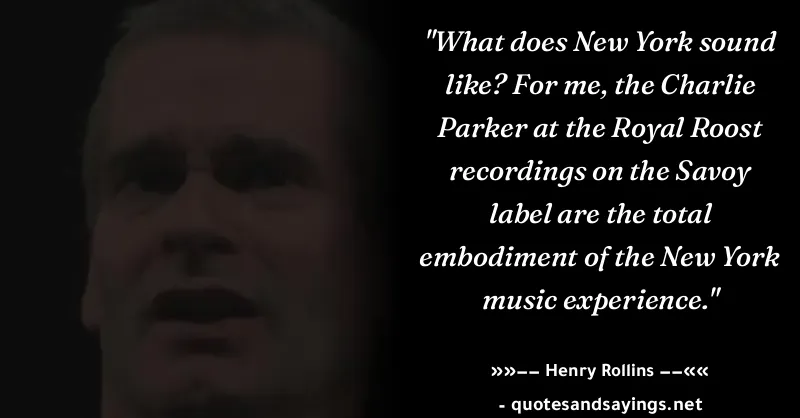 "What does New York sound
like? For me, the Charlie
Parker at the Royal Roost
recordings on the Savoy
label are the total
embodiment of the New York
music experience."
»»−− Henry Rollins −−««
- quotesandsayings.net